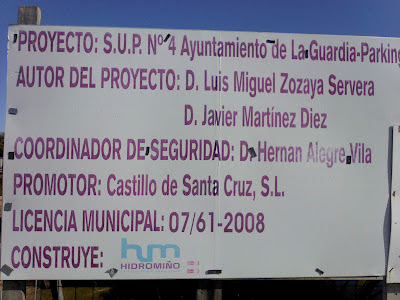 PROYECTO: S.U.P. Nº4 Ayuntamiento de La Guardia-Parking
AUTOR DEL PROYECTO: D. Luis Miguel Zozaya Servera
D. Javier Martínez Diez
COORDINADOR DE SEGURIDAD: D. Hernan Alegre Vila
PROMOTOR: Castillo de Santa Cruz, S.L.
LICENCIA MUNICIPAL: 07/61-2008
CONSTRUYE: hm
HIDROMIÑO